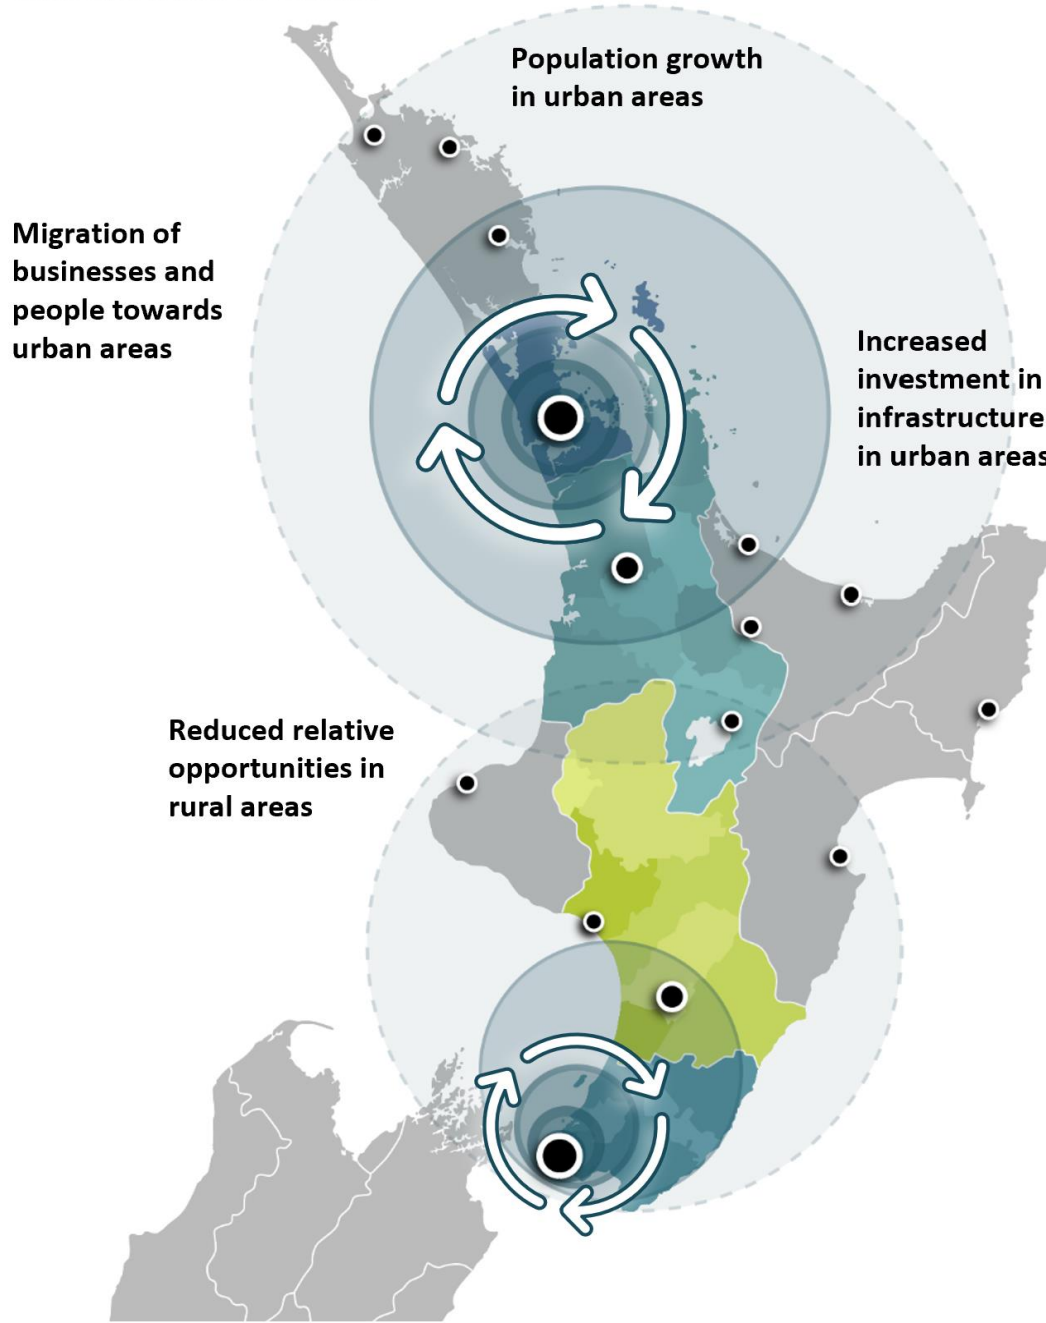 Population growth
in urban areas
Migration of
businesses and
people towards
urban areas
Increased
investment in
infrastructure
in urban areas
Reduced relative
opportunities in
rural areas